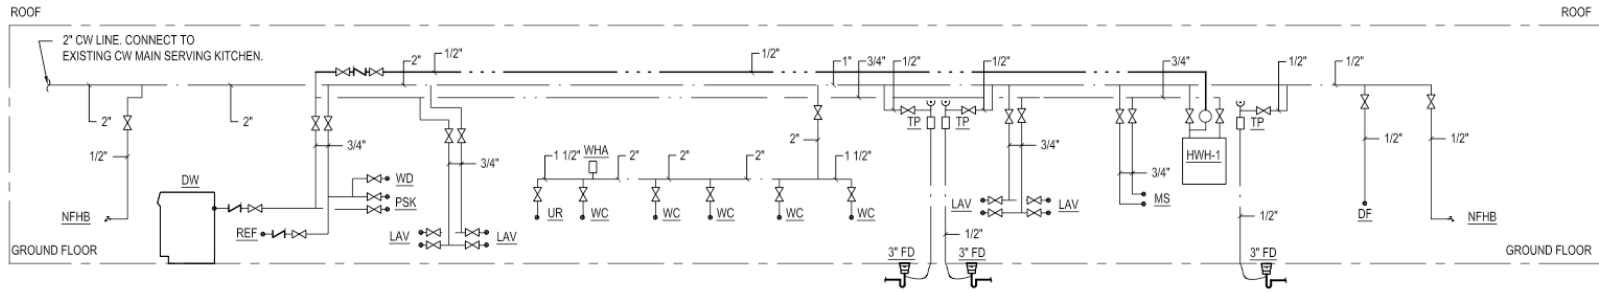 ROOF
ROOF
2" CW LINE. CONNECT TO
EXISTING CW MAIN SERVING KITCHEN.
1/2"
2"
1/2"
1"
3/4"
1/2"
1/2"
3/4"
1/2"
1/2"
2"
2"
TP
TP
TP
1/2"
3/4"
3/4"
2"
3/4"
1/2"
1/2"
1 1/2"
WHA
2"
2"
2"
1 1/2"
HWH-1
3/4"
DW
WD
PSK
NFHB
UR
WC
WC
WC
WC
WC
LAV
LAV
MS
1/2"
DF
NFHB
REF
LAV
LAV
1/2"
GROUND FLOOR
3" FD
3" FD
3" FD
GROUND FLOOR